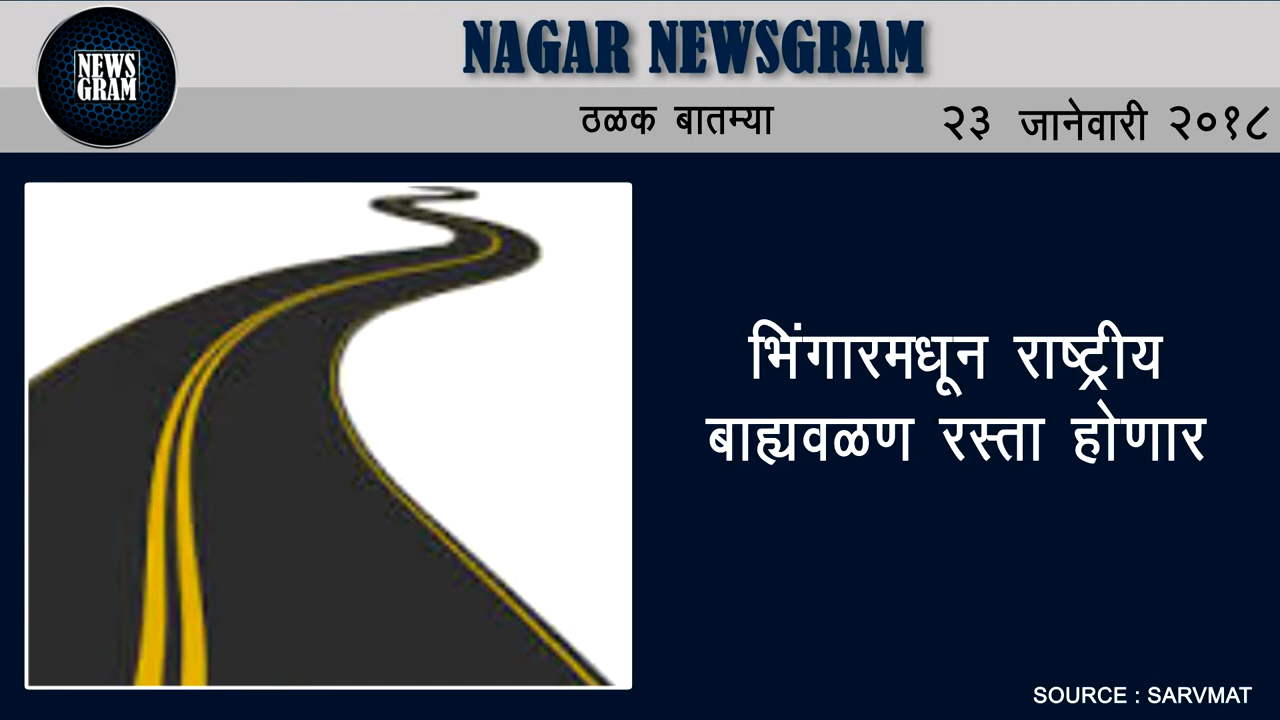 NEWS
GRAM
NAGAR NEWSGRAM
ठळक बातम्या
२३ जानेवारी २०१८
भिंगारमधून राष्ट्रीय
बाह्यवळण रस्ता होणार
SOURCE : SARVMAT